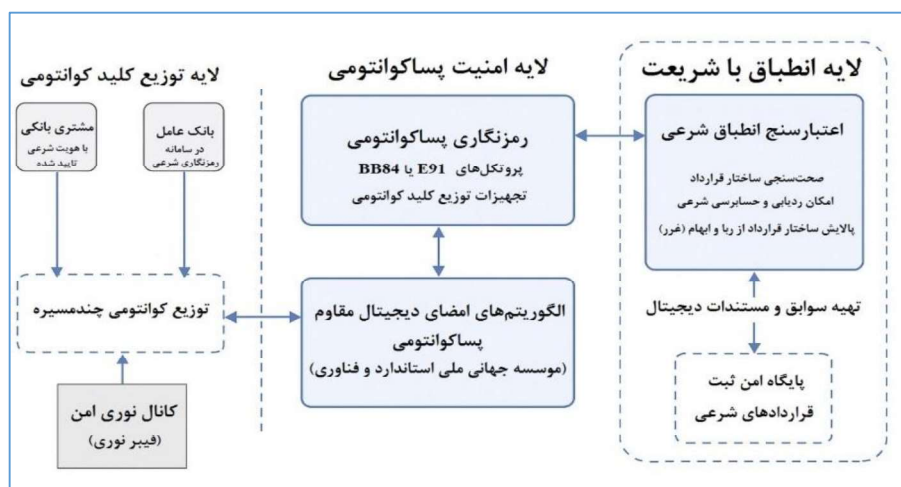 لایه انطباق با شریعت
اعتبارسنج انطباق شرعی
صحت‌سنجی ساختار قرارداد
امکان ردیابی و حسابرسی شرعی
پالایش ساختار قرارداد از ربا و ابهام (غرر)
تهیه سوابق و مستندات دیجیتال
پایگاه امن ثبت
قراردادهای شرعی
لایه امنیت پساکوانتومی
رمزنگاری پساکوانتومی
پروتکل‌های E91 یا BB84
تجهیزات توزیع کلید کوانتومی
الگوریتم‌های امضای دیجیتال مقاوم
پساکوانتومی
(موسسه جهانی ملی استاندارد و فناوری)
لایه توزیع کلید کوانتومی
بانک عامل
در سامانه
رمزنگاری شرعی
مشتری بانکی
با هویت شرعی
تایید شده
توزیع کوانتومی چندمسیره
کانال نوری امن
(فیبر نوری)